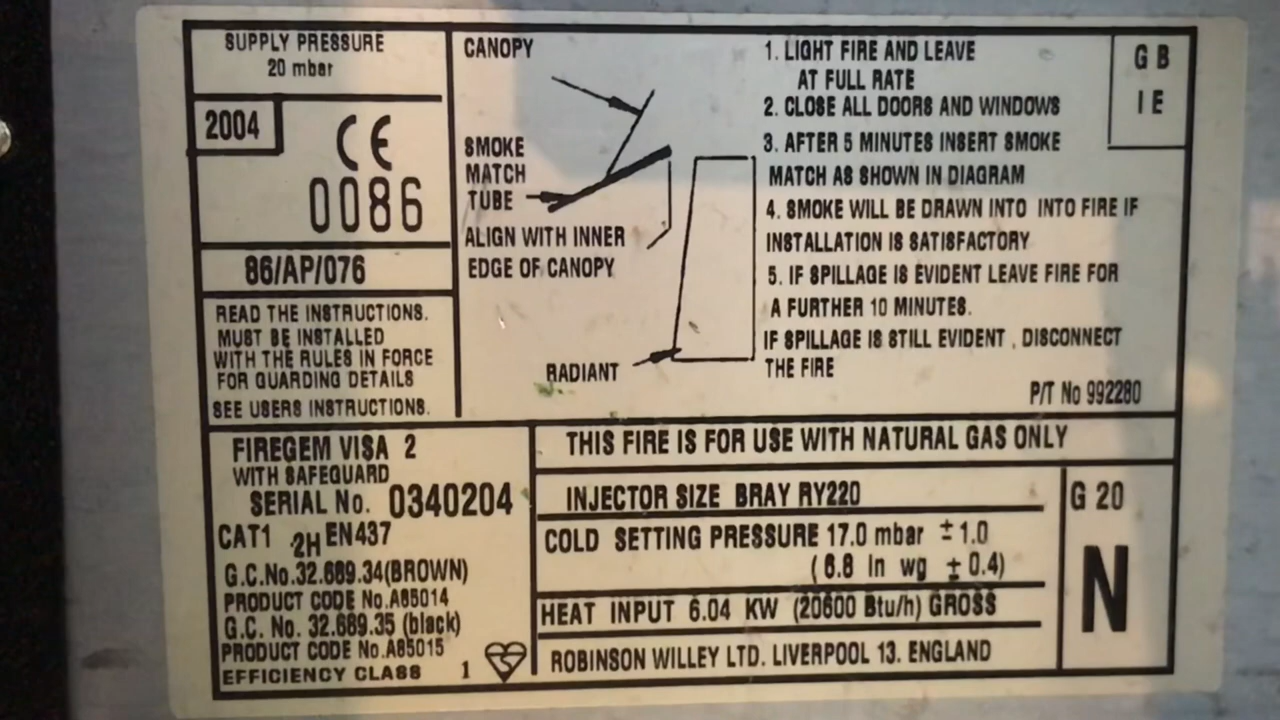 SUPPLY PRESSURE
20 mbar
2004
CE
0086
86/AP/076
READ THE INSTRUCTIONS.
MUST BE INSTALLED
WITH THE RULES IN FORCE
FOR GUARDING DETAILS
SEE USERS INSTRUCTIONS.
CANOPY
SMOKE
MATCH
TUBE
ALIGN WITH INNER
EDGE OF CANOPY
RADIANT
1. LIGHT FIRE AND LEAVE
AT FULL RATE
2. CLOSE ALL DOORS AND WINDOWS
3. AFTER 5 MINUTES INSERT SMOKE
MATCH AS SHOWN IN DIAGRAM
4. SMOKE WILL BE DRAWN INTO INTO FIRE IF
INSTALLATION IS SATISFACTORY
5. IF SPILLAGE IS EVIDENT LEAVE FIRE FOR
A FURTHER 10 MINUTES.
IF SPILLAGE IS STILL EVIDENT , DISCONNECT
THE FIRE
P/T No 992280
GB
IE
FIREGEM VISA 2
WITH SAFEGUARD
SERIAL No. 0340204
CAT1 2H EN437
G.C.No.32.669.34(BROWN)
PRODUCT CODE No.A85014
G.C. No. 32.669.35 (black)
PRODUCT CODE No.A85015
EFFICIENCY CLASS 1
THIS FIRE IS FOR USE WITH NATURAL GAS ONLY
INJECTOR SIZE BRAY RY220
COLD SETTING PRESSURE 17.0 mbar ± 1.0
( 6.8 in wg ± 0.4)
HEAT INPUT 6.04 KW (20600 Btu/h) GROSS
ROBINSON WILLEY LTD. LIVERPOOL 13. ENGLAND
G 20
N